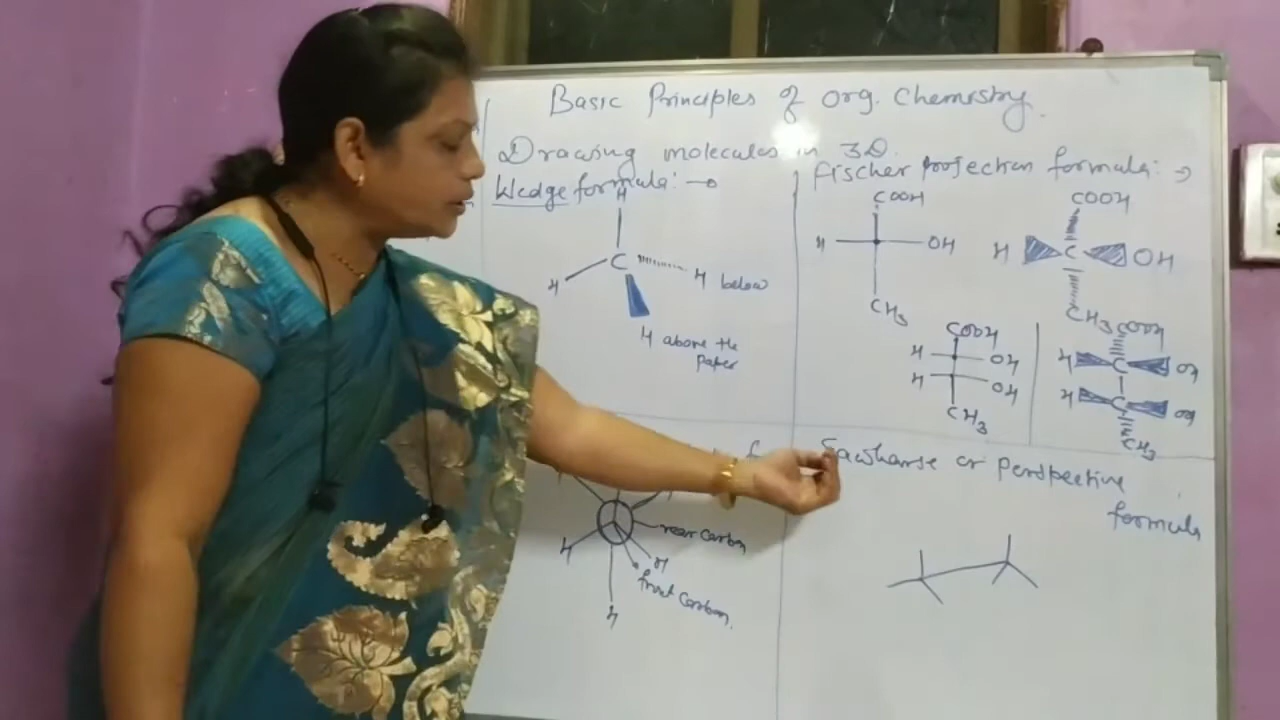 Basic Principles of Org. Chemistry.
Drawing molecules in 3D.
Wedge formula:
H
C
H
H below
H above the
paper
Fischer Projection formula:
COOH
H
OH
CH3
COOH
H
C
OH
CH3
COOH
H
OH
H
OH
CH3
COOH
H
C
OH
H
C
OH
CH3
rear carbon
H
H
front carbon.
H
Sawharse or Perspective
formula